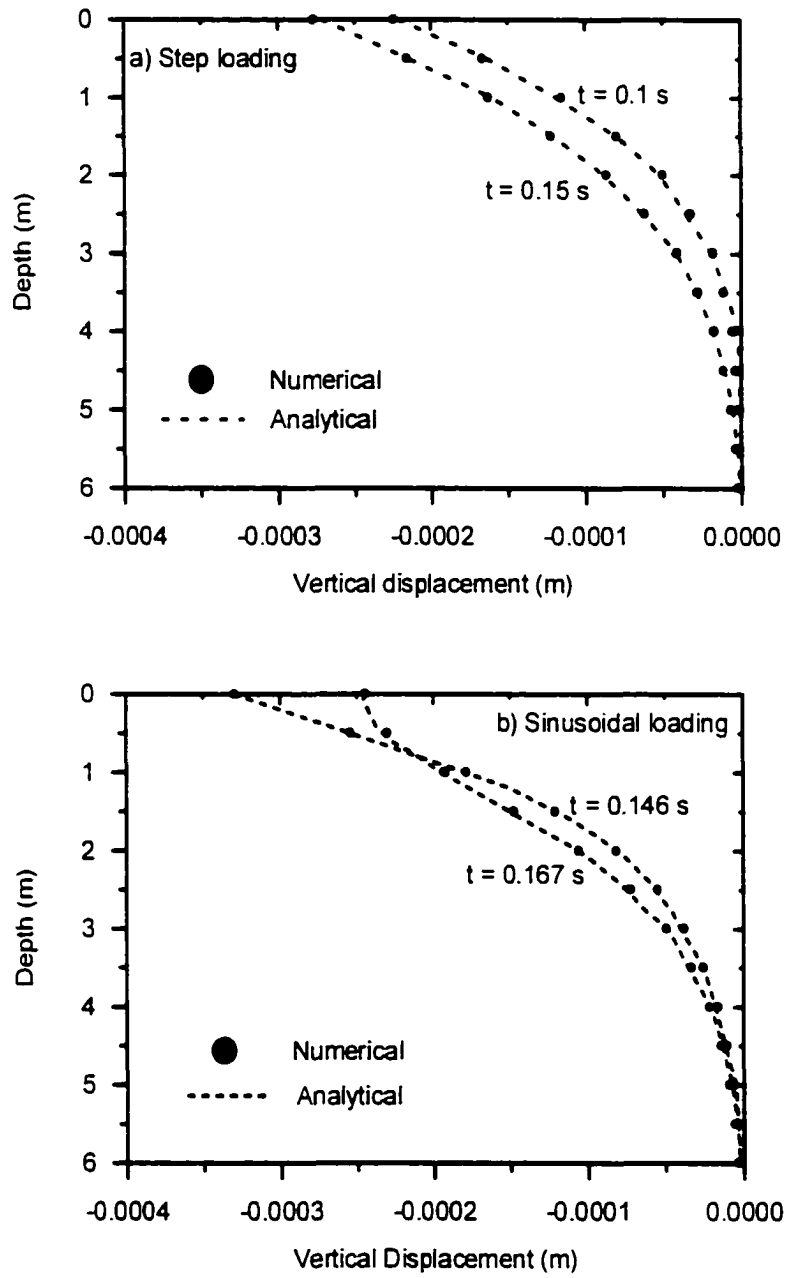 0
a) Step loading
t = 0.1 s
1
2
t = 0.15 s
3
4
5
6
Depth (m)
Numerical
Analytical
-0.0004 -0.0003 -0.0002 -0.0001 0.0000
Vertical displacement (m)
0
b) Sinusoidal loading
1
t = 0.146 s
2
t = 0.167 s
3
4
5
6
Depth (m)
Numerical
Analytical
-0.0004 -0.0003 -0.0002 -0.0001 0.0000
Vertical Displacement (m)